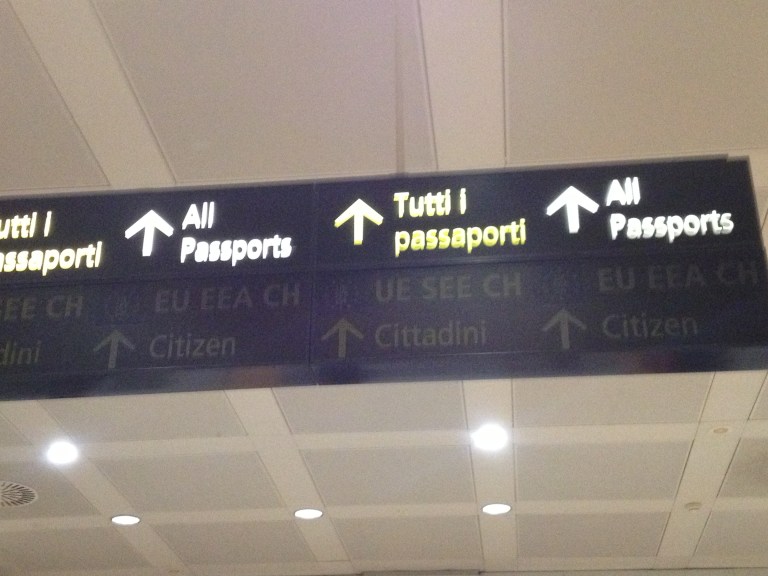 utti i
assaporti
All
Passports
Tutti i
passaporti
All
Passports
EE CH
dini
EU EEA CH
Citizen
UE SEE CH
Cittadini
EU EEA CH
Citizen